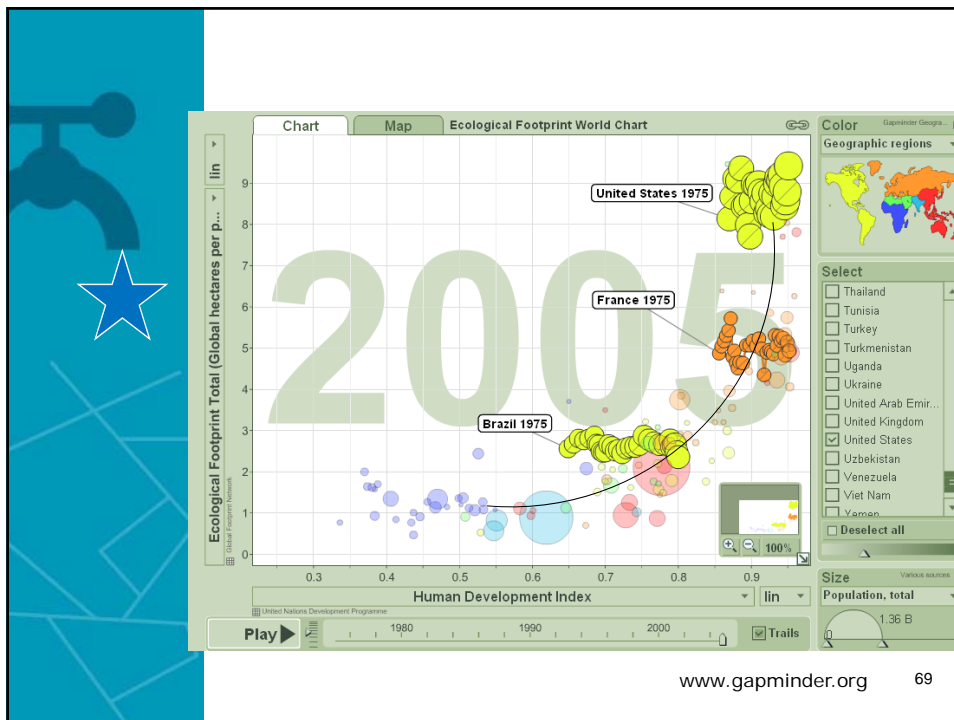 Chart
Map
Ecological Footprint World Chart
Color
Gapminder Geogra...
Geographic regions
lin
Ecological Footprint Total (Global hectares per p...
Global Footprint Network
9
8
7
6
5
4
3
2
1
0
2005
United States 1975
France 1975
Brazil 1975
100%
0.3 0.4 0.5 0.6 0.7 0.8 0.9
Human Development Index
lin
United Nations Development Programme
Play
1980 1990 2000
Trails
Select
Thailand
Tunisia
Turkey
Turkmenistan
Uganda
Ukraine
United Arab Emir...
United Kingdom
United States
Uzbekistan
Venezuela
Viet Nam
Yemen
Deselect all
Size
Various sources
Population, total
1.36 B
0
www.gapminder.org
69